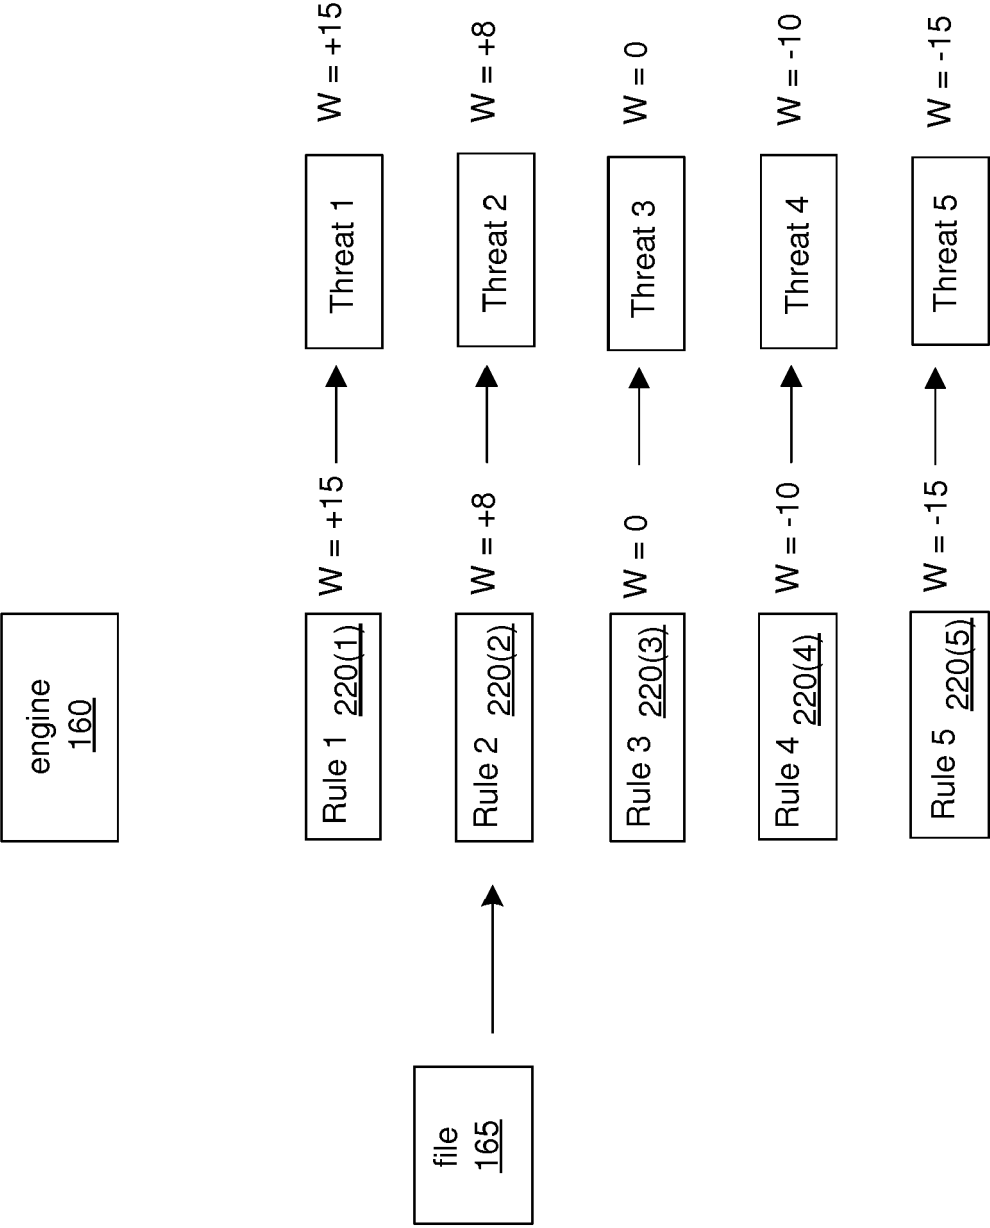 engine
160
Rule 1 220(1)
W = +15
Threat 1
W = +15
file
165
Rule 2 220(2)
W = +8
Threat 2
W = +8
Rule 3 220(3)
W = 0
Threat 3
W = 0
Rule 4 220(4)
W = -10
Threat 4
W = -10
Rule 5 220(5)
W = -15
Threat 5
W = -15